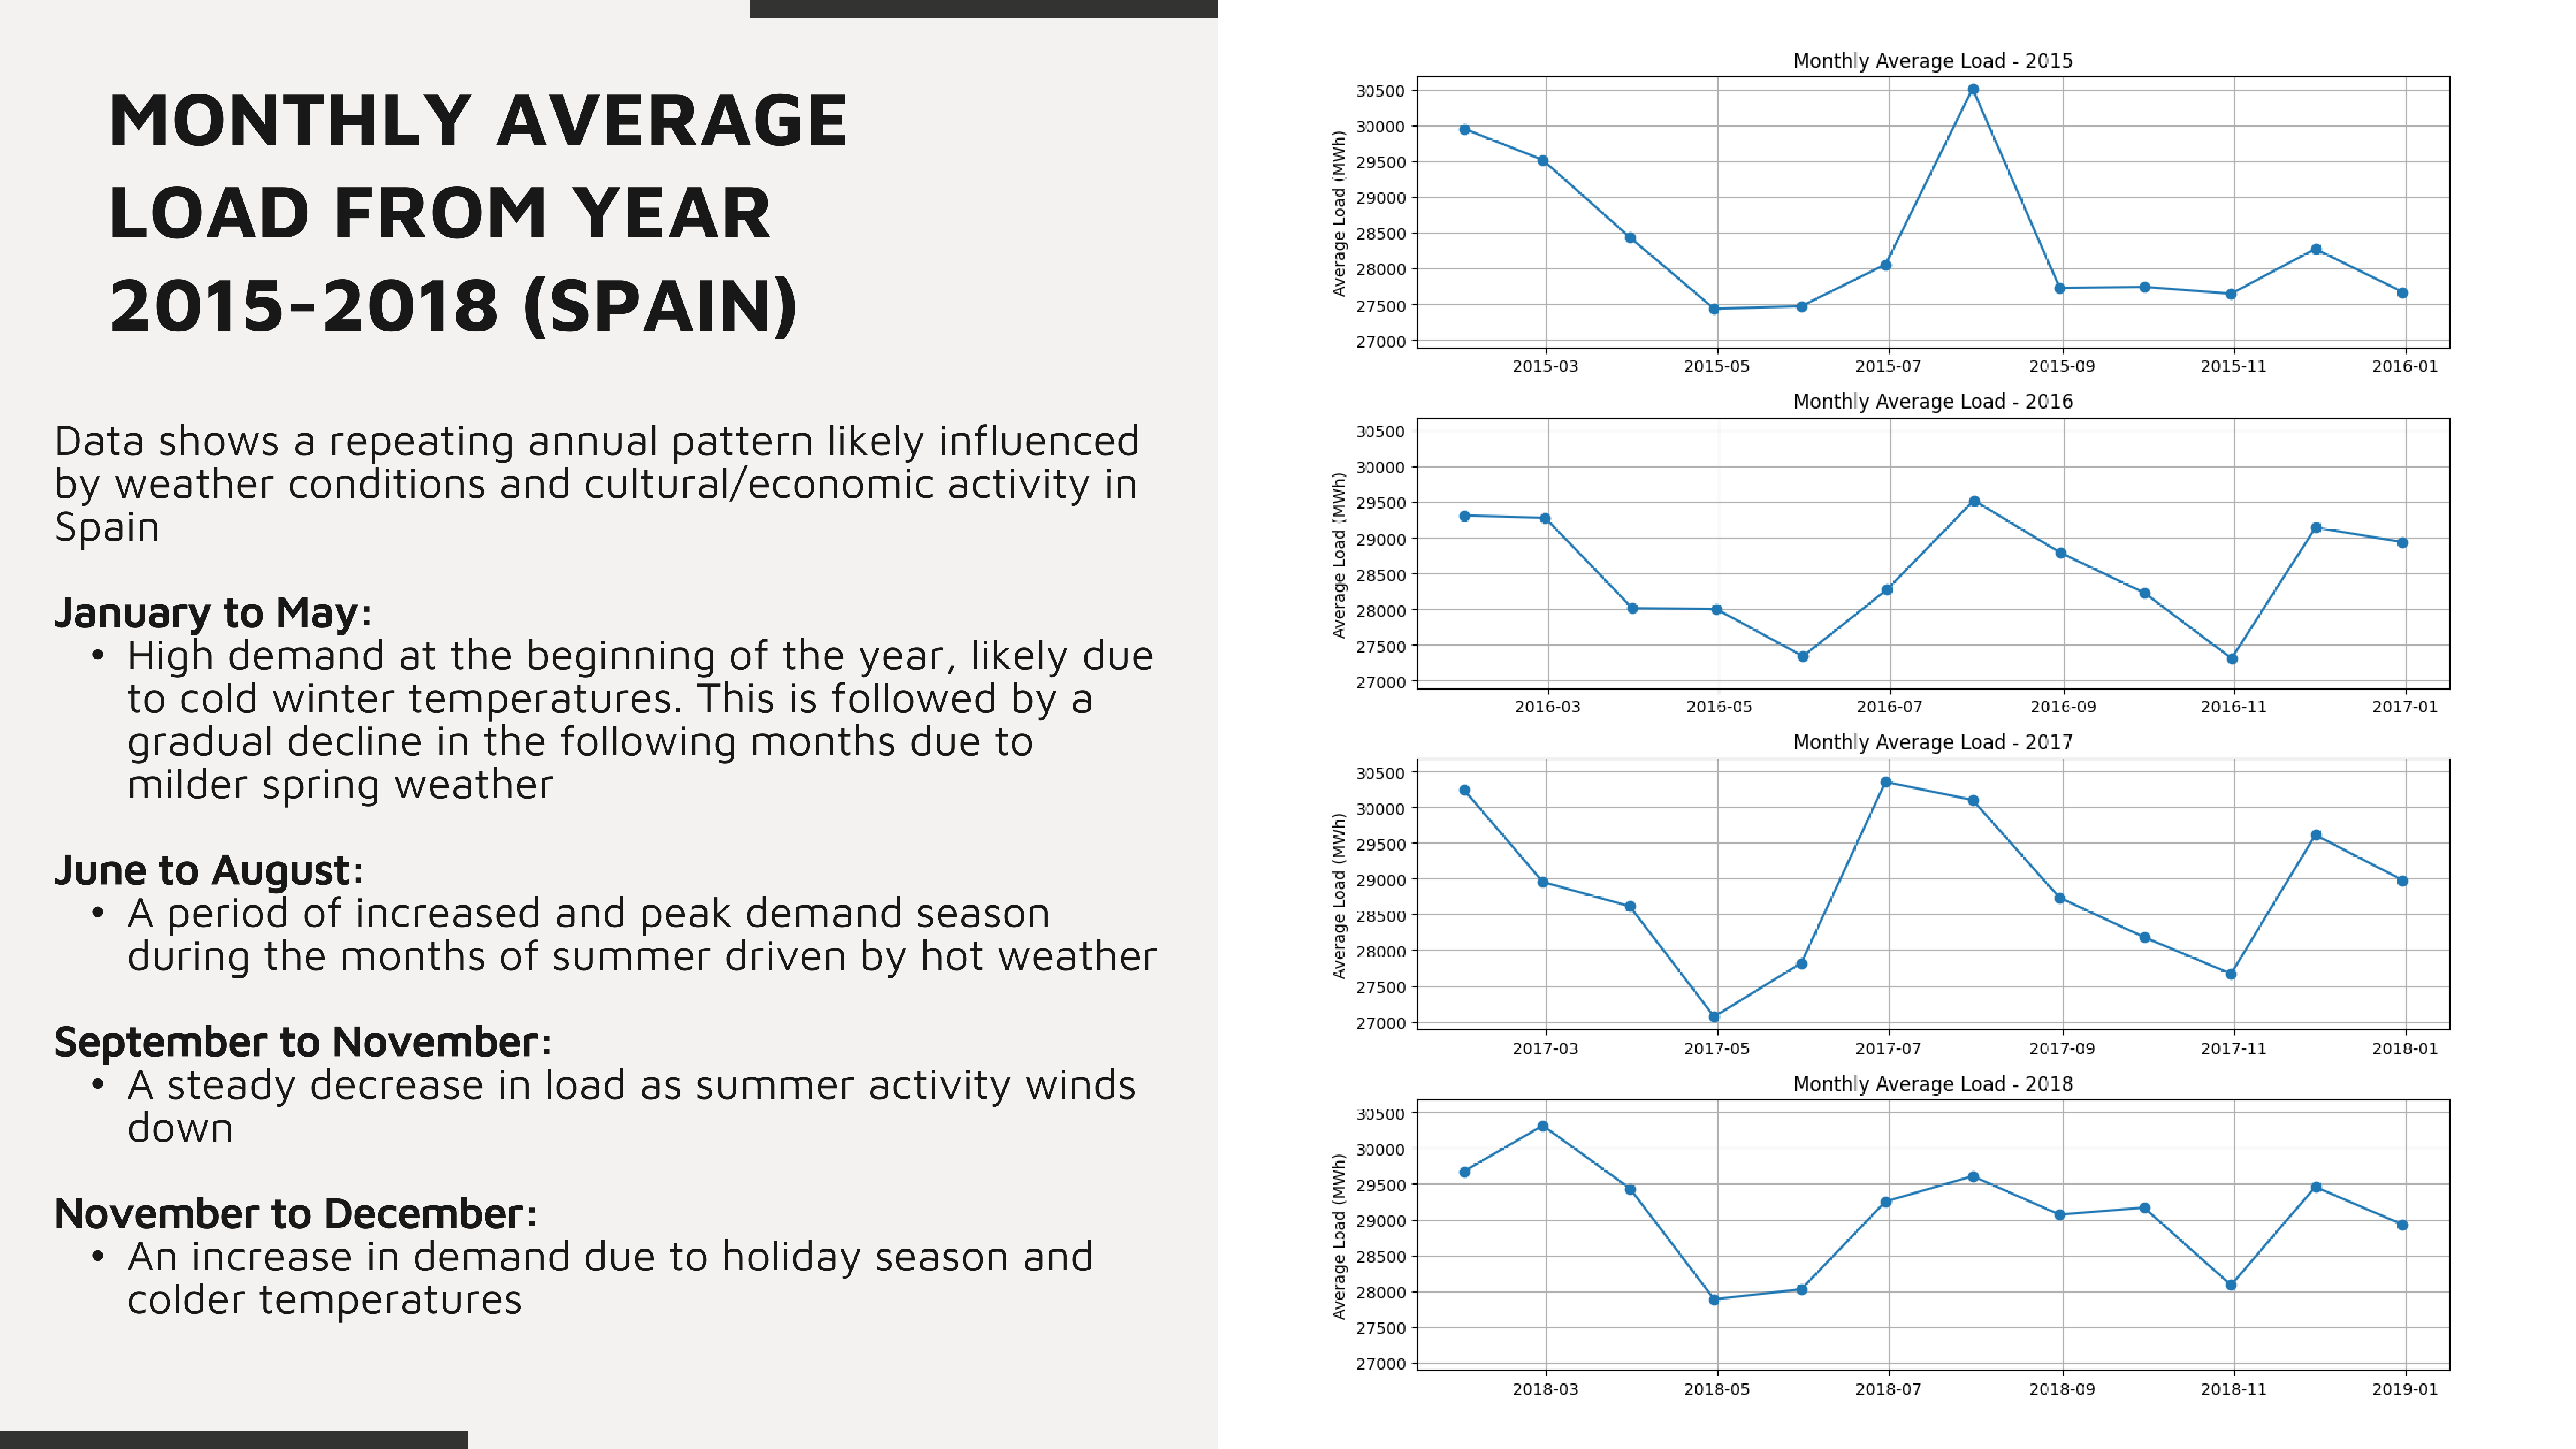 MONTHLY AVERAGE
LOAD FROM YEAR
2015-2018 (SPAIN)
Data shows a repeating annual pattern likely influenced
by weather conditions and cultural/economic activity in
Spain
January to May:
• High demand at the beginning of the year, likely due
to cold winter temperatures. This is followed by a
gradual decline in the following months due to
milder spring weather
June to August:
• A period of increased and peak demand season
during the months of summer driven by hot weather
September to November:
• A steady decrease in load as summer activity winds
down
November to December:
• An increase in demand due to holiday season and
colder temperatures
Monthly Average Load - 2015
Average Load (MWh)
30500
30000
29500
29000
28500
28000
27500
27000
2015-03 2015-05 2015-07 2015-09 2015-11 2016-01
Monthly Average Load - 2016
Average Load (MWh)
30500
30000
29500
29000
28500
28000
27500
27000
2016-03 2016-05 2016-07 2016-09 2016-11 2017-01
Monthly Average Load - 2017
Average Load (MWh)
30500
30000
29500
29000
28500
28000
27500
27000
2017-03 2017-05 2017-07 2017-09 2017-11 2018-01
Monthly Average Load - 2018
Average Load (MWh)
30500
30000
29500
29000
28500
28000
27500
27000
2018-03 2018-05 2018-07 2018-09 2018-11 2019-01